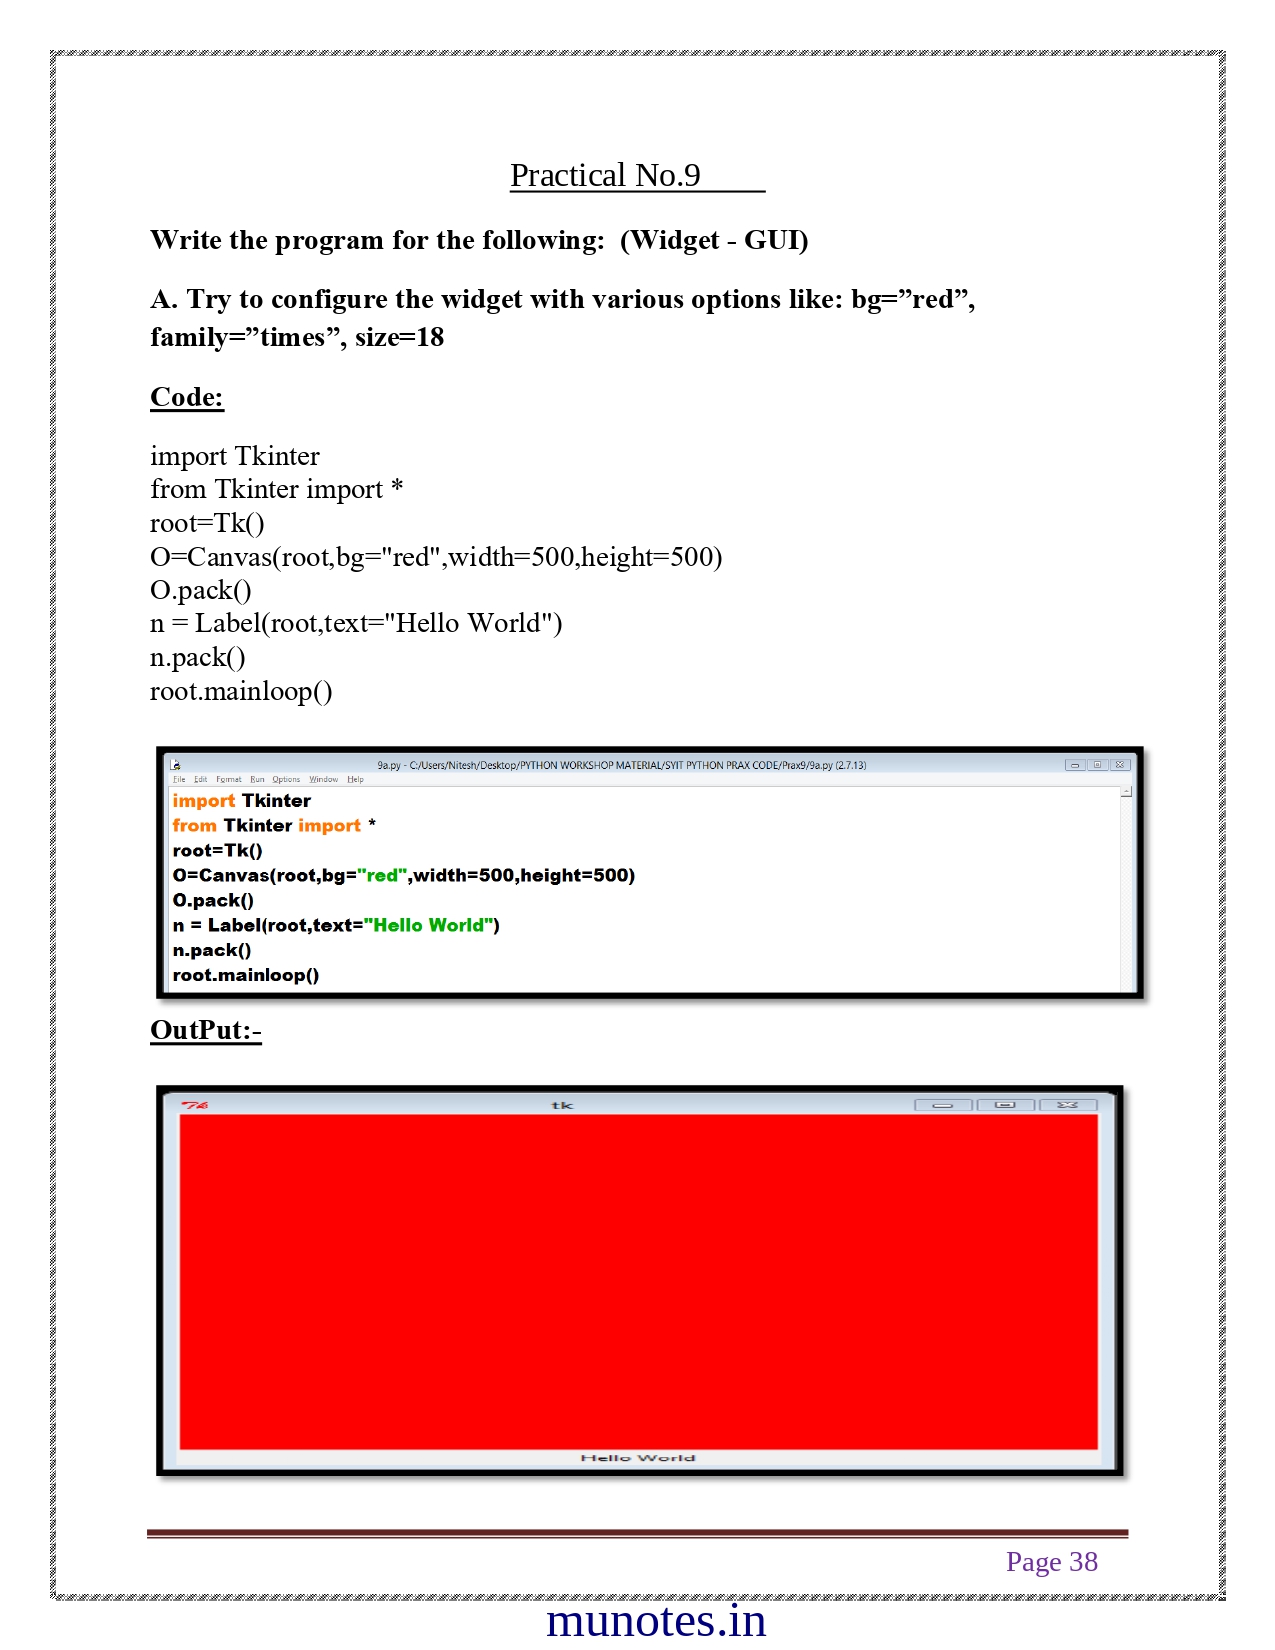 Practical No.9
Write the program for the following:  (Widget - GUI)
A. Try to configure the widget with various options like: bg=”red”,
family=”times”, size=18
Code:
import Tkinter
from Tkinter import *
root=Tk()
O=Canvas(root,bg="red",width=500,height=500)
O.pack()
n = Label(root,text="Hello World")
n.pack()
root.mainloop()
9a.py - C:/Users/Nitesh/Desktop/PYTHON WORKSHOP MATERIAL/SYIT PYTHON PRAX CODE/Prax9/9a.py (2.7.13)
File Edit Format Run Options Window Help
import Tkinter
from Tkinter import *
root=Tk()
O=Canvas(root,bg="red",width=500,height=500)
O.pack()
n = Label(root,text="Hello World")
n.pack()
root.mainloop()
OutPut:-
Tk tk
Hello World
Page 38
munotes.in